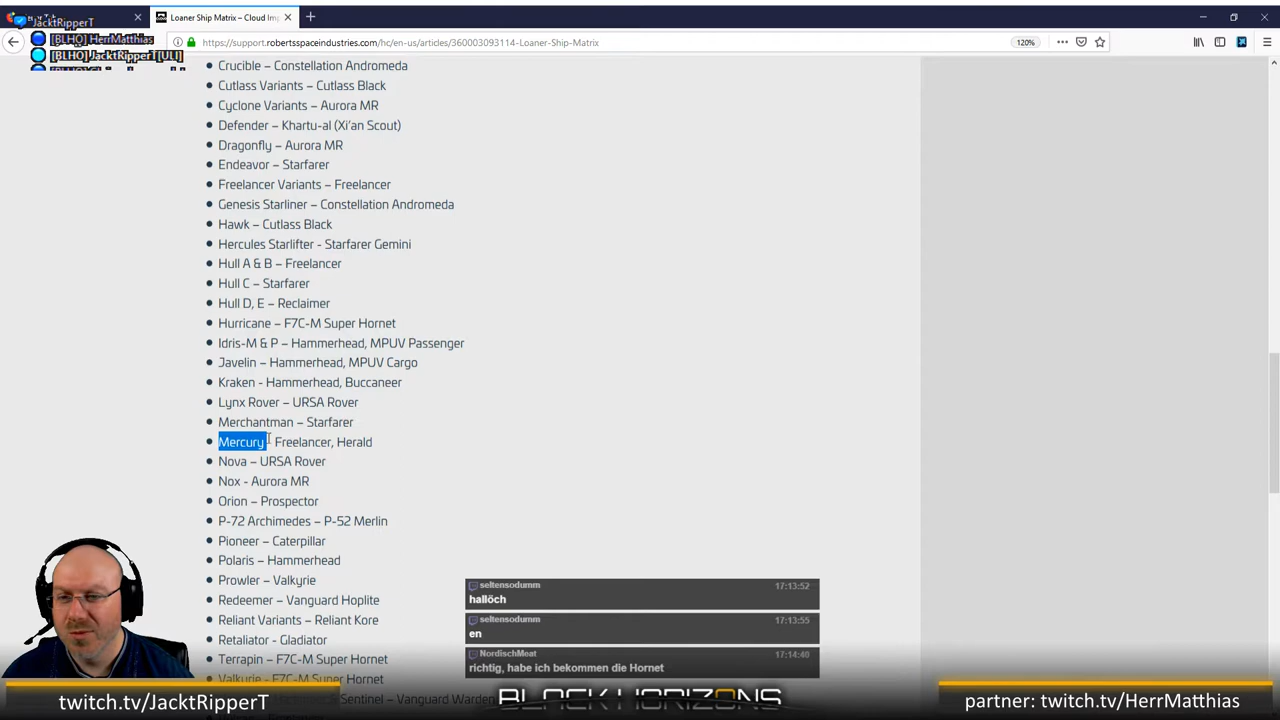 JacktRipperT
Loaner Ship Matrix – Cloud Im
[BLHO] HerrMatthias
[BLHO] JacktRipperT[ULI]
https://support.robertsspaceindustries.com/hc/en-us/articles/360003093114-Loaner-Ship-Matrix
120%
Crucible – Constellation Andromeda
Cutlass Variants – Cutlass Black
Cyclone Variants – Aurora MR
Defender – Khartu-al (Xi'an Scout)
Dragonfly – Aurora MR
Endeavor – Starfarer
Freelancer Variants – Freelancer
Genesis Starliner – Constellation Andromeda
Hawk – Cutlass Black
Hercules Starlifter - Starfarer Gemini
Hull A & B – Freelancer
Hull C – Starfarer
Hull D, E – Reclaimer
Hurricane – F7C-M Super Hornet
Idris-M & P – Hammerhead, MPUV Passenger
Javelin – Hammerhead, MPUV Cargo
Kraken - Hammerhead, Buccaneer
Lynx Rover – URSA Rover
Merchantman – Starfarer
Mercury Freelancer, Herald
Nova – URSA Rover
Nox - Aurora MR
Orion – Prospector
P-72 Archimedes – P-52 Merlin
Pioneer – Caterpillar
Polaris – Hammerhead
Prowler – Valkyrie
Redeemer – Vanguard Hoplite
Reliant Variants – Reliant Kore
Retaliator - Gladiator
Terrapin – F7C-M Super Hornet
Valkyrie - F7C-M Super Hornet
& Sentinel – Vanguard Warden
seltensodumm 17:13:52
hallöch
seltensodumm 17:13:55
en
NordischMeat 17:14:40
richtig, habe ich bekommen die Hornet
twitch.tv/JacktRipperT
BLACK HORIZONS
partner: twitch.tv/HerrMatthias